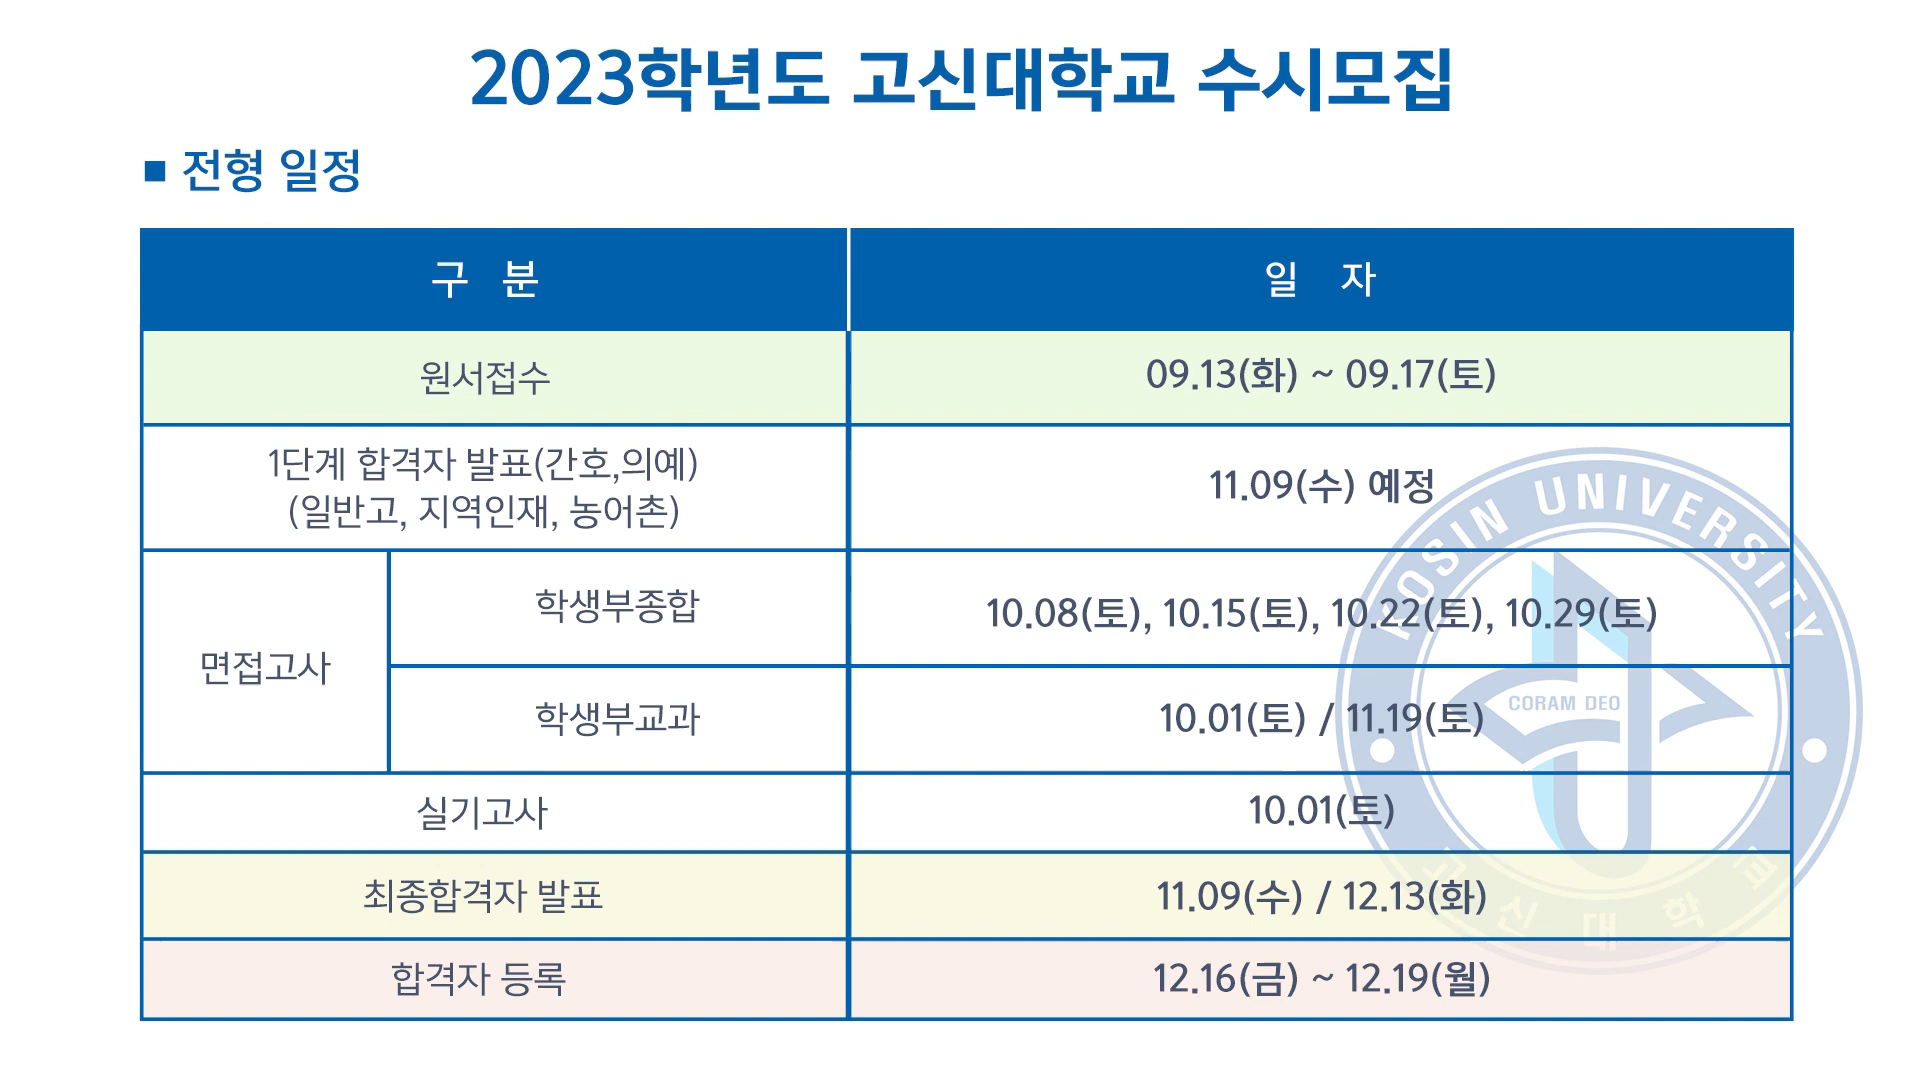 2023학년도 고신대학교 수시모집
■ 전형 일정
구 분
일 자
원서접수
09.13(화) ~ 09.17(토)
1단계 합격자 발표(간호,의예)
(일반고, 지역인재, 농어촌)
11.09(수) 예정
면접고사
학생부종합
10.08(토), 10.15(토), 10.22(토), 10.29(토)
학생부교과
10.01(토) / 11.19(토)
실기고사
10.01(토)
최종합격자 발표
11.09(수) / 12.13(화)
합격자 등록
12.16(금) ~ 12.19(월)
KOSIN UNIVERSITY
CORAM DEO
고신대학교